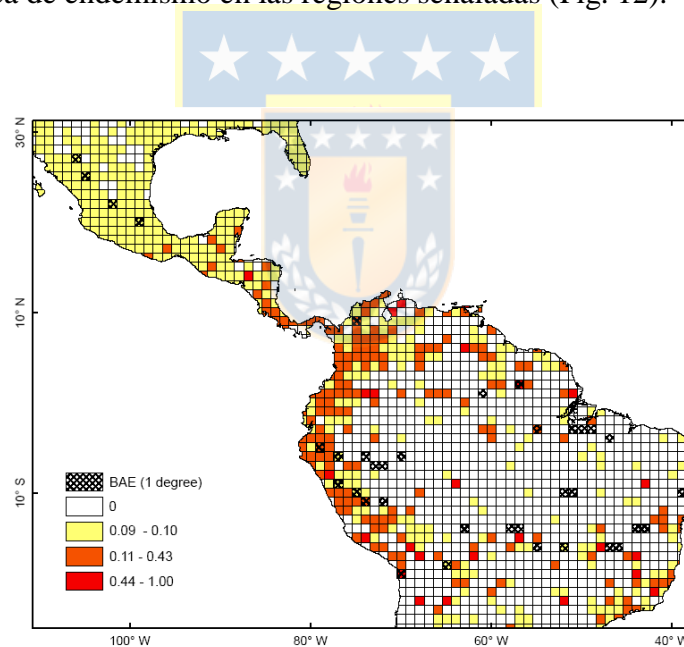 ea de endemismo en las regiones señaladas (Fig. 12).
30° N
10° N
10° S
BAE (1 degree)
0
0.09 - 0.10
0.11 - 0.43
0.44 - 1.00
100° W
80° W
60° W
40° W